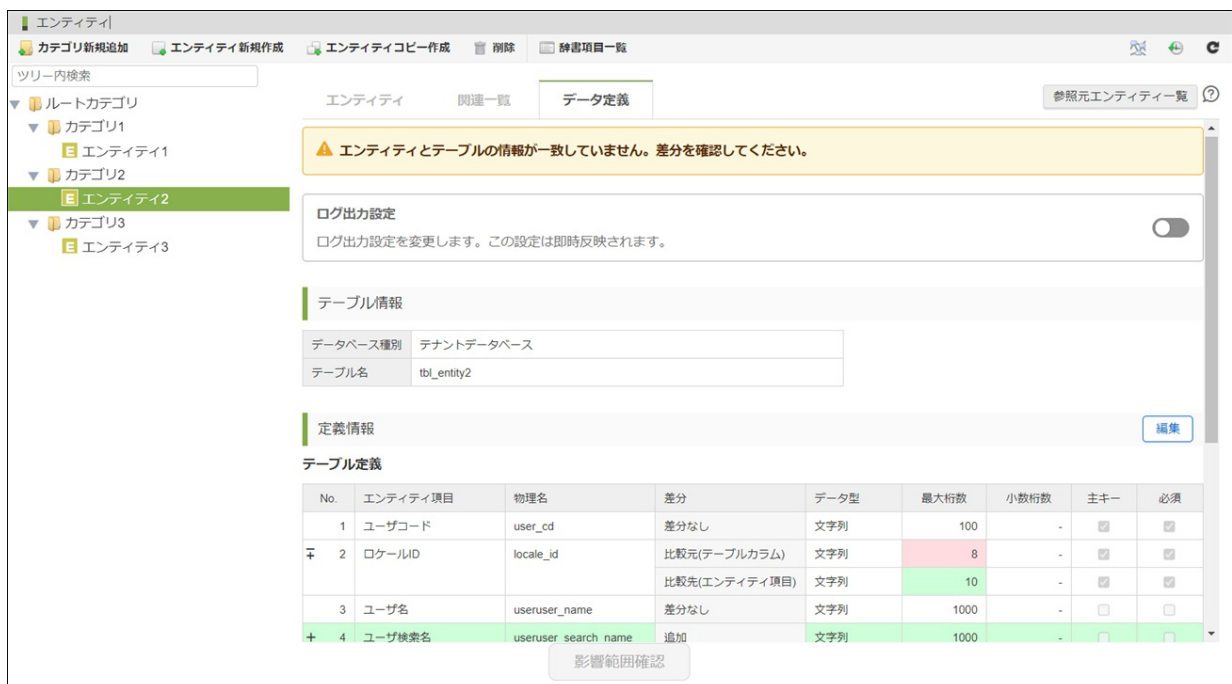 エンティティ
カテゴリ新規追加 エンティティ新規作成 エンティティコピー作成 削除 辞書項目一覧
ツリー内検索
ルートカテゴリ
カテゴリ1
エンティティ1
カテゴリ2
エンティティ2
カテゴリ3
エンティティ3
エンティティ 関連一覧 データ定義 参照元エンティティ一覧
エンティティとテーブルの情報が一致していません。差分を確認してください。
ログ出力設定
ログ出力設定を変更します。この設定は即時反映されます。
テーブル情報
データベース種別 テナントデータベース
テーブル名 tbl_entity2
定義情報 編集
テーブル定義
No. エンティティ項目 物理名 差分 データ型 最大桁数 小数桁数 主キー 必須
1 ユーザコード user_cd 差分なし 文字列 100 -
2 ロケールID locale_id 比較元(テーブルカラム) 文字列 8 -
比較先(エンティティ項目) 文字列 10 -
3 ユーザ名 useruser_name 差分なし 文字列 1000 -
4 ユーザ検索名 useruser_search_name 追加 文字列 1000 -
影響範囲確認